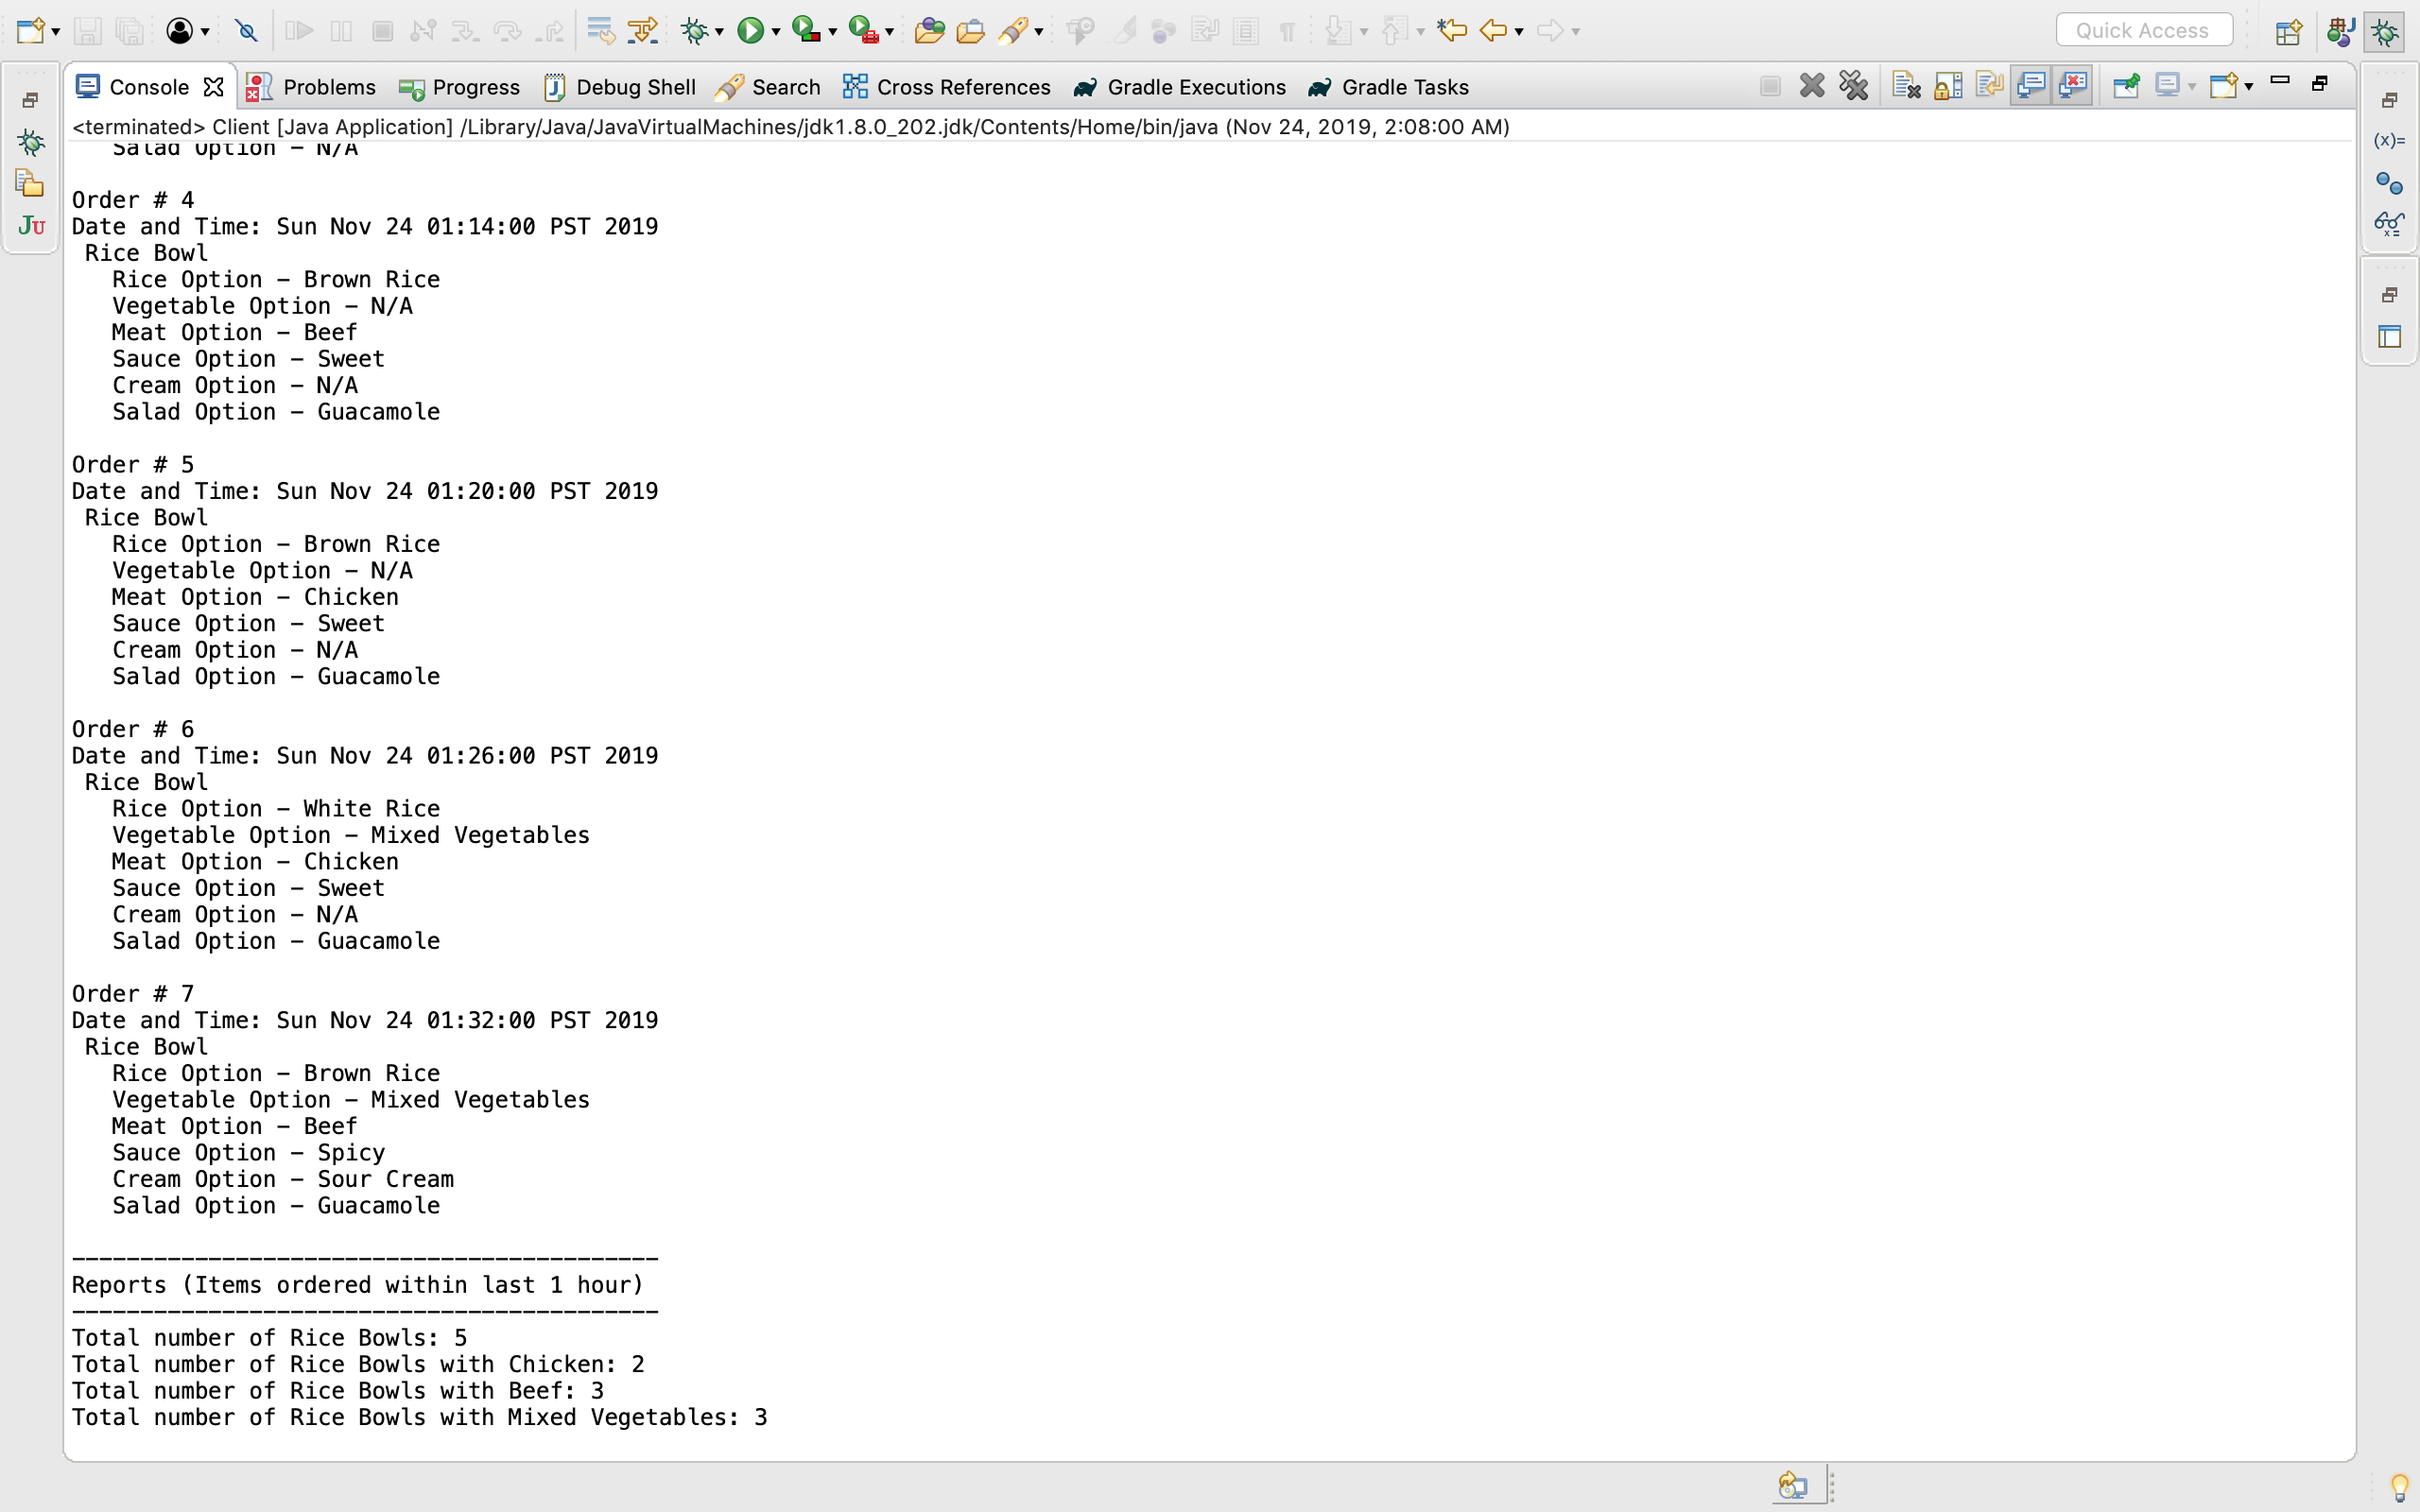 Quick Access
Console
Problems
Progress
Debug Shell
Search
Cross References
Gradle Executions
Gradle Tasks
<terminated> Client [Java Application] /Library/Java/JavaVirtualMachines/jdk1.8.0_202.jdk/Contents/Home/bin/java (Nov 24, 2019, 2:08:00 AM)
Salad Option – N/A
Order # 4
Date and Time: Sun Nov 24 01:14:00 PST 2019
Rice Bowl
Rice Option – Brown Rice
Vegetable Option – N/A
Meat Option – Beef
Sauce Option – Sweet
Cream Option – N/A
Salad Option – Guacamole
Order # 5
Date and Time: Sun Nov 24 01:20:00 PST 2019
Rice Bowl
Rice Option – Brown Rice
Vegetable Option – N/A
Meat Option – Chicken
Sauce Option – Sweet
Cream Option – N/A
Salad Option – Guacamole
Order # 6
Date and Time: Sun Nov 24 01:26:00 PST 2019
Rice Bowl
Rice Option – White Rice
Vegetable Option – Mixed Vegetables
Meat Option – Chicken
Sauce Option – Sweet
Cream Option – N/A
Salad Option – Guacamole
Order # 7
Date and Time: Sun Nov 24 01:32:00 PST 2019
Rice Bowl
Rice Option – Brown Rice
Vegetable Option – Mixed Vegetables
Meat Option – Beef
Sauce Option – Spicy
Cream Option – Sour Cream
Salad Option – Guacamole
-------------------------------------------
Reports (Items ordered within last 1 hour)
-------------------------------------------
Total number of Rice Bowls: 5
Total number of Rice Bowls with Chicken: 2
Total number of Rice Bowls with Beef: 3
Total number of Rice Bowls with Mixed Vegetables: 3
JU
(x)=